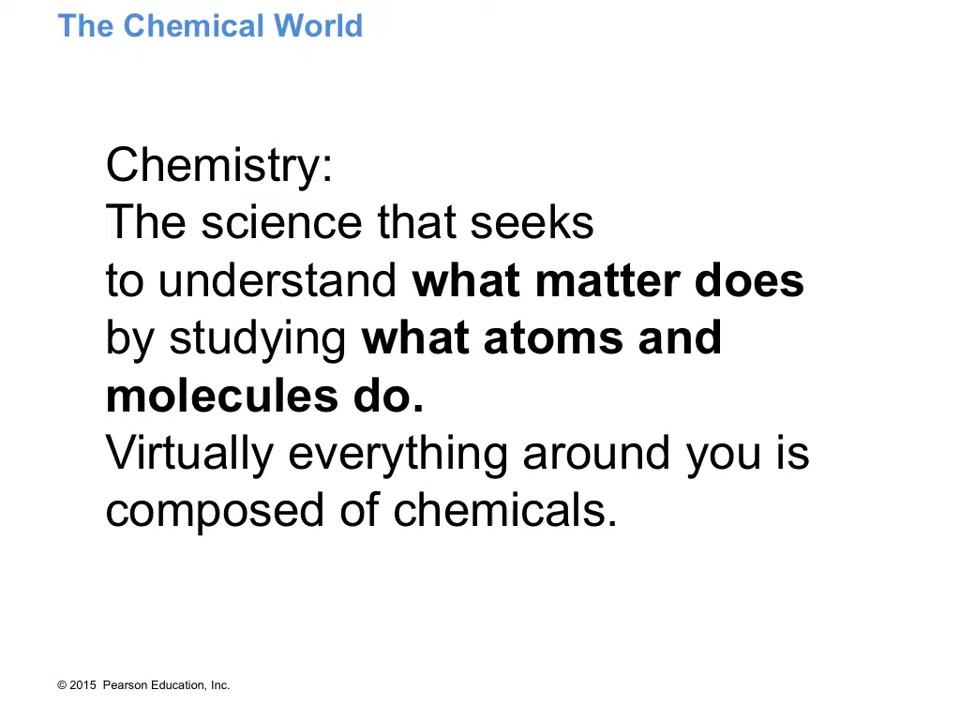 The Chemical World
Chemistry:
The science that seeks
to understand what matter does
by studying what atoms and
molecules do.
Virtually everything around you is
composed of chemicals.
© 2015 Pearson Education, Inc.